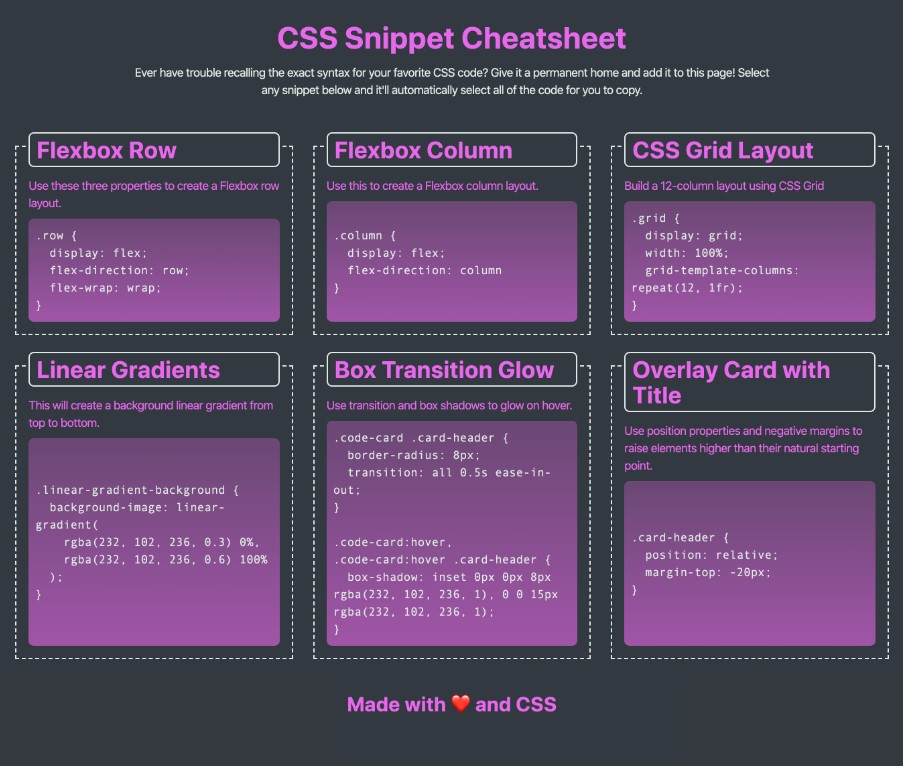 CSS Snippet Cheatsheet
Ever have trouble recalling the exact syntax for your favorite CSS code? Give it a permanent home and add it to this page! Select
any snippet below and it'll automatically select all of the code for you to copy.
Flexbox Row
Use these three properties to create a Flexbox row
layout.
.row {
  display: flex;
  flex-direction: row;
  flex-wrap: wrap;
}
Flexbox Column
Use this to create a Flexbox column layout.
.column {
  display: flex;
  flex-direction: column
}
CSS Grid Layout
Build a 12-column layout using CSS Grid
.grid {
  display: grid;
  width: 100%;
  grid-template-columns:
repeat(12, 1fr);
}
Linear Gradients
This will create a background linear gradient from
top to bottom.
.linear-gradient-background {
  background-image: linear-
gradient(
    rgba(232, 102, 236, 0.3) 0%,
    rgba(232, 102, 236, 0.6) 100%
  );
}
Box Transition Glow
Use transition and box shadows to glow on hover.
.code-card .card-header {
  border-radius: 8px;
  transition: all 0.5s ease-in-
out;
}
.code-card:hover,
.code-card:hover .card-header {
  box-shadow: inset 0px 0px 8px
rgba(232, 102, 236, 1), 0 0 15px
rgba(232, 102, 236, 1);
}
Overlay Card with
Title
Use position properties and negative margins to
raise elements higher than their natural starting
point.
.card-header {
  position: relative;
  margin-top: -20px;
}
Made with ❤️ and CSS